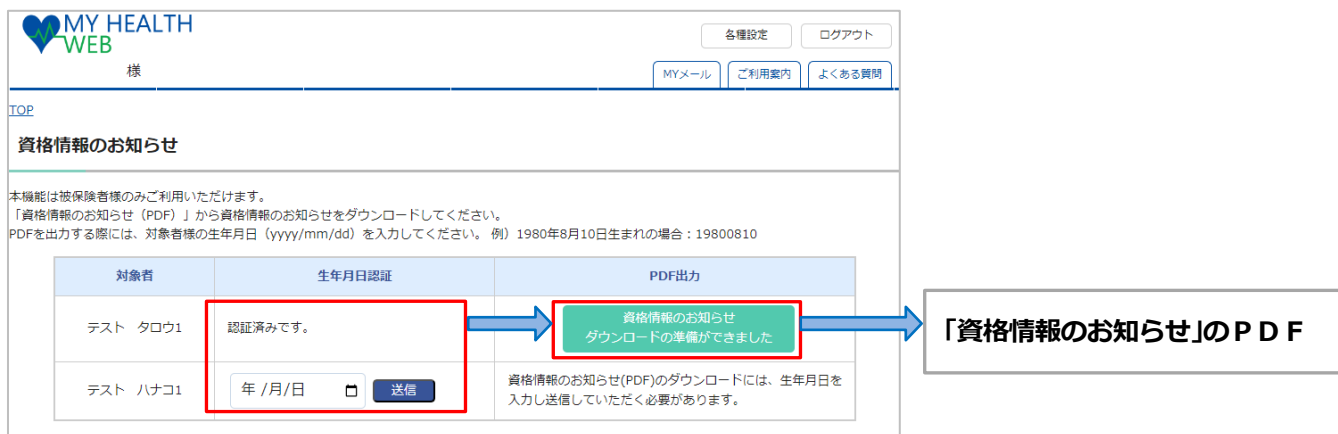 MY HEALTH
WEB
各種設定
ログアウト
様
MYメール
ご利用案内
よくある質問
TOP
資格情報のお知らせ
本機能は被保険者様のみご利用いただけます。
「資格情報のお知らせ（PDF）」から資格情報のお知らせをダウンロードしてください。
PDFを出力する際には、対象者様の生年月日（yyyy/mm/dd）を入力してください。 例）1980年8月10日生まれの場合：19800810
対象者
生年月日認証
PDF出力
テスト タロウ1
認証済みです。
資格情報のお知らせ
ダウンロードの準備ができました
「資格情報のお知らせ」のＰＤＦ
テスト ハナコ1
年 /月/日
送信
資格情報のお知らせ(PDF)のダウンロードには、生年月日を
入力し送信していただく必要があります。